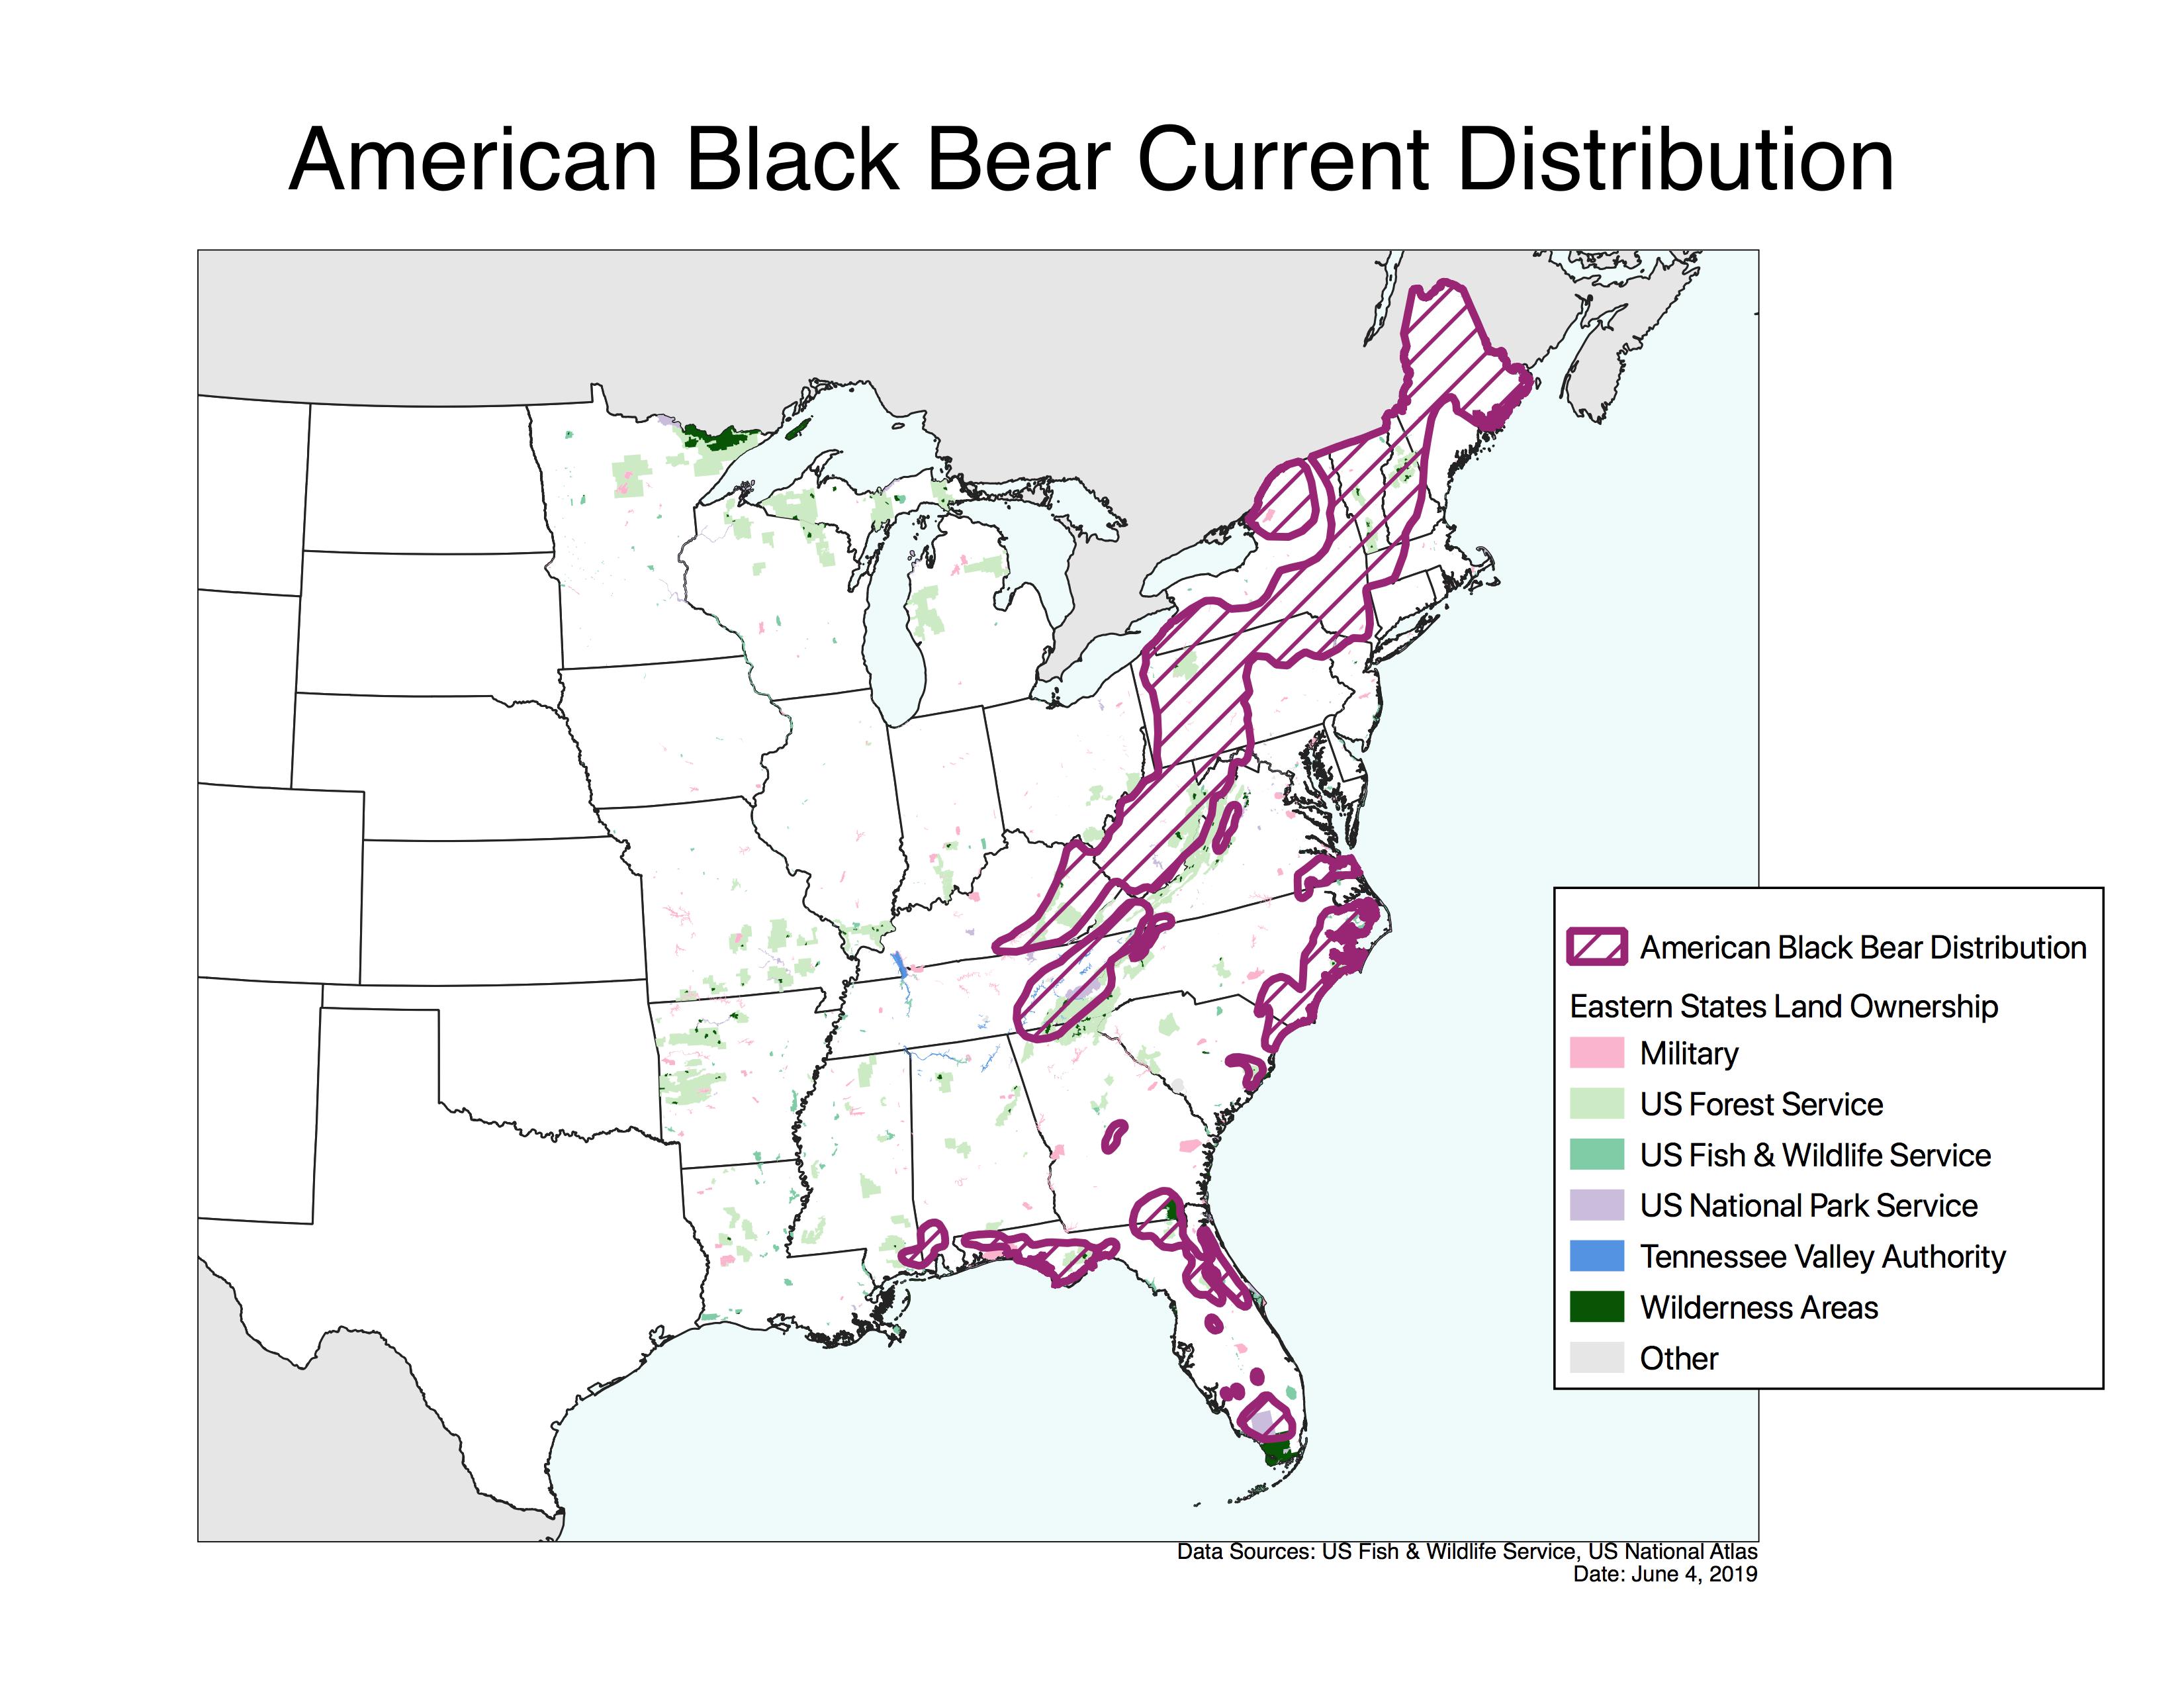 American Black Bear Current Distribution
American Black Bear Distribution
Eastern States Land Ownership
Military
US Forest Service
US Fish & Wildlife Service
US National Park Service
Tennessee Valley Authority
Wilderness Areas
Other
Data Sources: US Fish & Wildlife Service, US National Atlas
Date: June 4, 2019